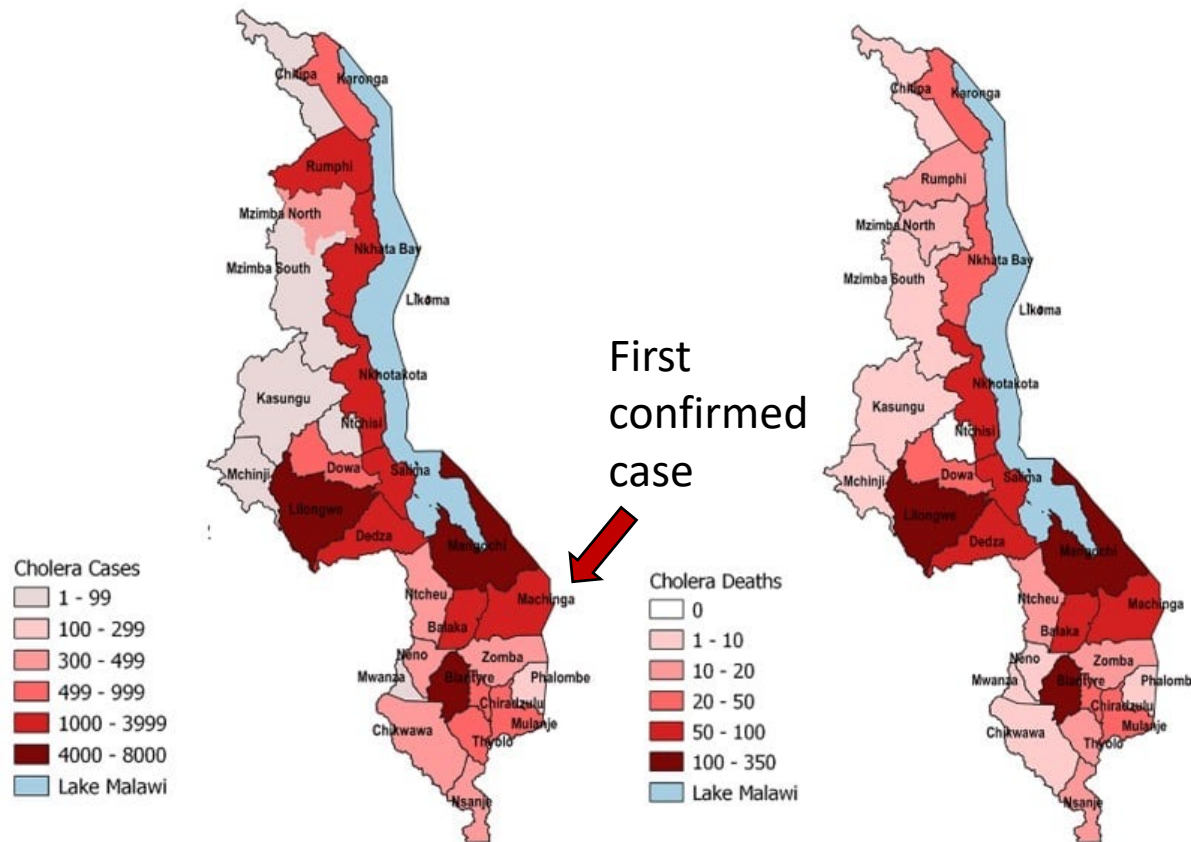 Chitipa
Karonga
Rumphi
Mzimba North
Nkhata Bay
Mzimba South
Likoma
Nkhotakota
Kasungu
Ntchisi
Mchinji
Dowa
Salima
Lilongwe
Dedza
Mangochi
Ntcheu
Machinga
Balaka
Neno
Zomba
Mwanza
Blantyre
Phalombe
Chiradzulu
Chikwawa
Mulanje
Thyolo
Nsanje
Cholera Cases
1 - 99
100 - 299
300 - 499
499 - 999
1000 - 3999
4000 - 8000
Lake Malawi
First
confirmed
case
Chitipa
Karonga
Rumphi
Mzimba North
Nkhata Bay
Mzimba South
Likoma
Nkhotakota
Kasungu
Ntchisi
Mchinji
Dowa
Salima
Lilongwe
Dedza
Mangochi
Ntcheu
Machinga
Balaka
Neno
Zomba
Mwanza
Blantyre
Phalombe
Chiradzulu
Chikwawa
Mulanje
Thyolo
Nsanje
Cholera Deaths
0
1 - 10
10 - 20
20 - 50
50 - 100
100 - 350
Lake Malawi